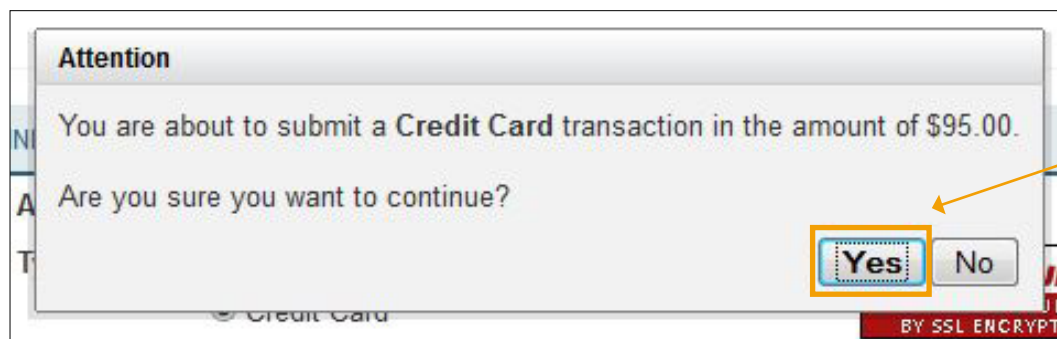 Attention
You are about to submit a Credit Card transaction in the amount of $95.00.
Are you sure you want to continue?
Yes No
Credit Card
BY SSL ENCRYPT